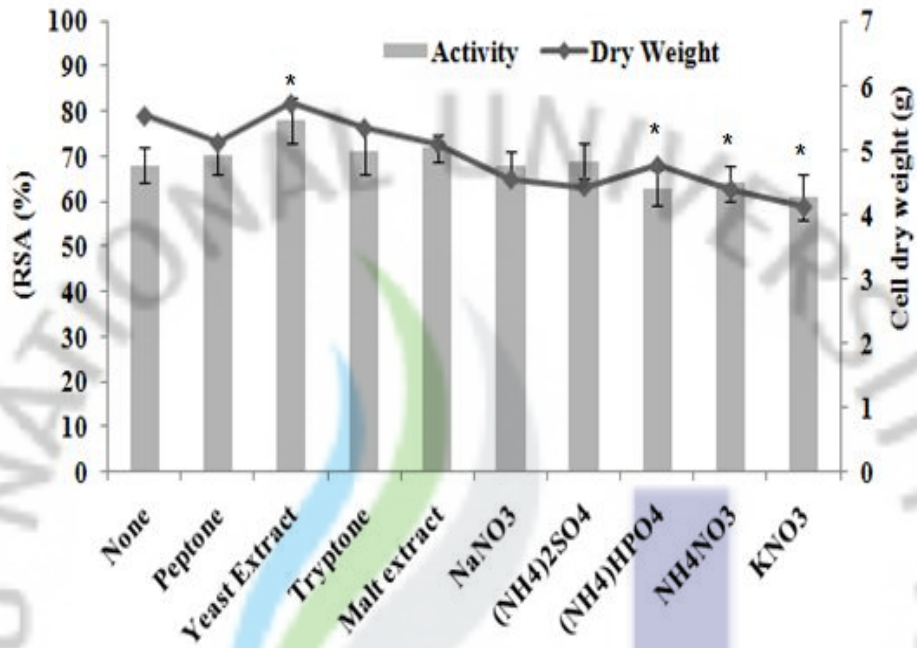 100
90
80
70
60
50
40
30
20
10
0
(RSA (%)
Activity
Dry Weight
*
*
*
*
7
6
5
4
3
2
1
0
Cell dry weight (g)
None
Peptone
Yeast Extract
Tryptone
Malt extract
NaNO3
(NH4)2SO4
(NH4)HPO4
NH4NO3
KNO3
NATIONAL UNIVERSITY